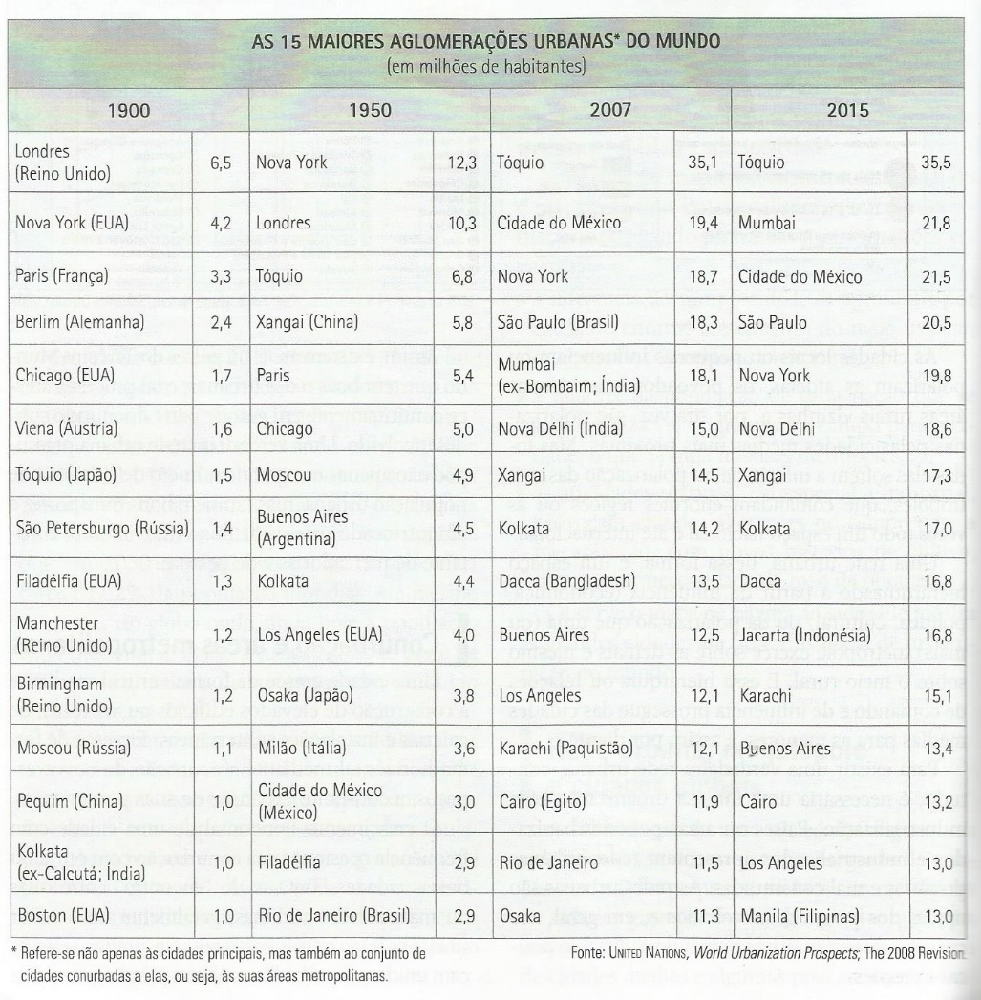 AS 15 MAIORES AGLOMERAÇÕES URBANAS* DO MUNDO
(em milhões de habitantes)
1900 1950 2007 2015
Londres
(Reino Unido) 6,5 Nova York 12,3 Tóquio 35,1 Tóquio 35,5
Nova York (EUA) 4,2 Londres 10,3 Cidade do México 19,4 Mumbai 21,8
Paris (França) 3,3 Tóquio 6,8 Nova York 18,7 Cidade do México 21,5
Berlim (Alemanha) 2,4 Xangai (China) 5,8 São Paulo (Brasil) 18,3 São Paulo 20,5
Chicago (EUA) 1,7 Paris 5,4 Mumbai
(ex-Bombaim; Índia) 18,1 Nova York 19,8
Viena (Áustria) 1,6 Chicago 5,0 Nova Délhi (Índia) 15,0 Nova Délhi 18,6
Tóquio (Japão) 1,5 Moscou 4,9 Xangai 14,5 Xangai 17,3
São Petersburgo (Rússia) 1,4 Buenos Aires
(Argentina) 4,5 Kolkata 14,2 Kolkata 17,0
Filadélfia (EUA) 1,3 Kolkata 4,4 Dacca (Bangladesh) 13,5 Dacca 16,8
Manchester
(Reino Unido) 1,2 Los Angeles (EUA) 4,0 Buenos Aires 12,5 Jacarta (Indonésia) 16,8
Birmingham
(Reino Unido) 1,2 Osaka (Japão) 3,8 Los Angeles 12,1 Karachi 15,1
Moscou (Rússia) 1,1 Milão (Itália) 3,6 Karachi (Paquistão) 12,1 Buenos Aires 13,4
Pequim (China) 1,0 Cidade do México
(México) 3,0 Cairo (Egito) 11,9 Cairo 13,2
Kolkata
(ex-Calcutá; Índia) 1,0 Filadélfia 2,9 Rio de Janeiro 11,5 Los Angeles 13,0
Boston (EUA) 1,0 Rio de Janeiro (Brasil) 2,9 Osaka 11,3 Manila (Filipinas) 13,0
* Refere-se não apenas às cidades principais, mas também ao conjunto de
cidades conurbadas a elas, ou seja, às suas áreas metropolitanas.
Fonte: UNITED NATIONS, World Urbanization Prospects; The 2008 Revision